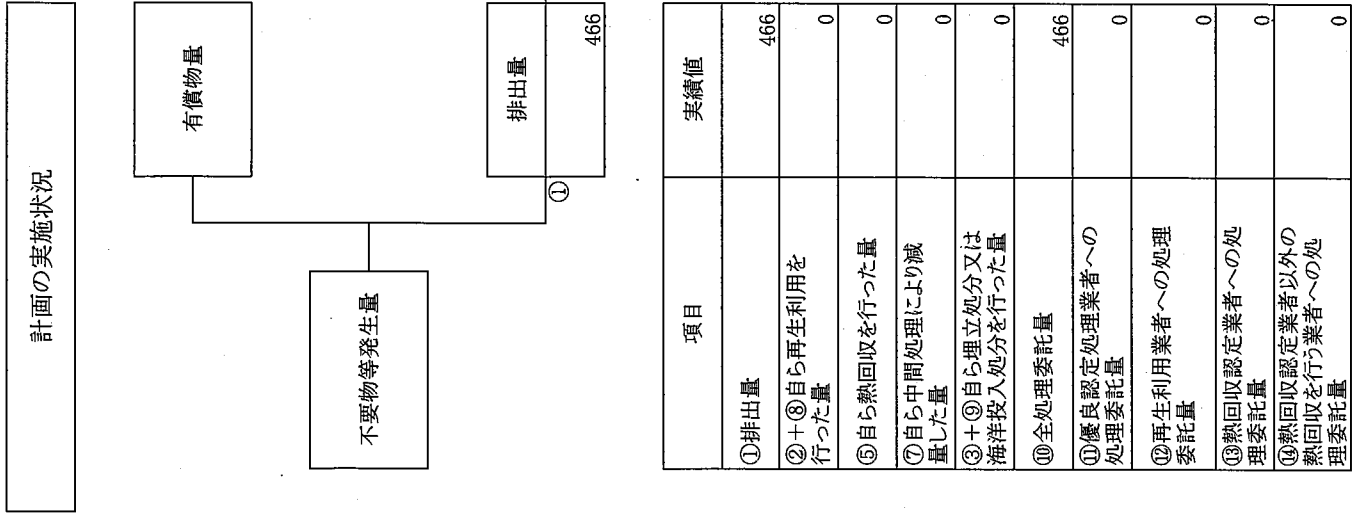 計画の実施状況
有償物量
不要物等発生量
排出量
①
466
項目 実績値
①排出量 466
②+⑧自ら再生利用を
行った量 0
⑤自ら熱回収を行った量 0
⑦自ら中間処理により減
量した量 0
③+⑨自ら埋立処分又は
海洋投入処分を行った量 0
⑩全処理委託量 466
⑪優良認定処理業者への
処理委託量 0
⑫再生利用業者への処理
委託量 0
⑬熱回収認定業者への処
理委託量 0
⑭熱回収認定業者以外の
熱回収を行う業者への処
理委託量 0